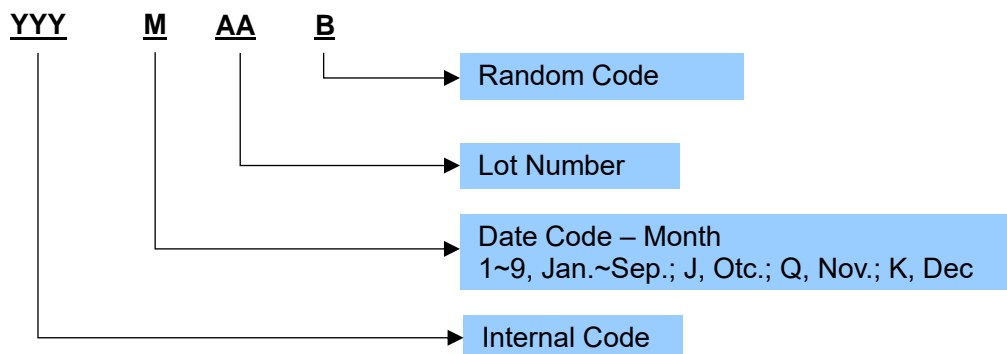 YYY M AA B
Random Code
Lot Number
Date Code – Month
1~9, Jan.~Sep.; J, Otc.; Q, Nov.; K, Dec
Internal Code